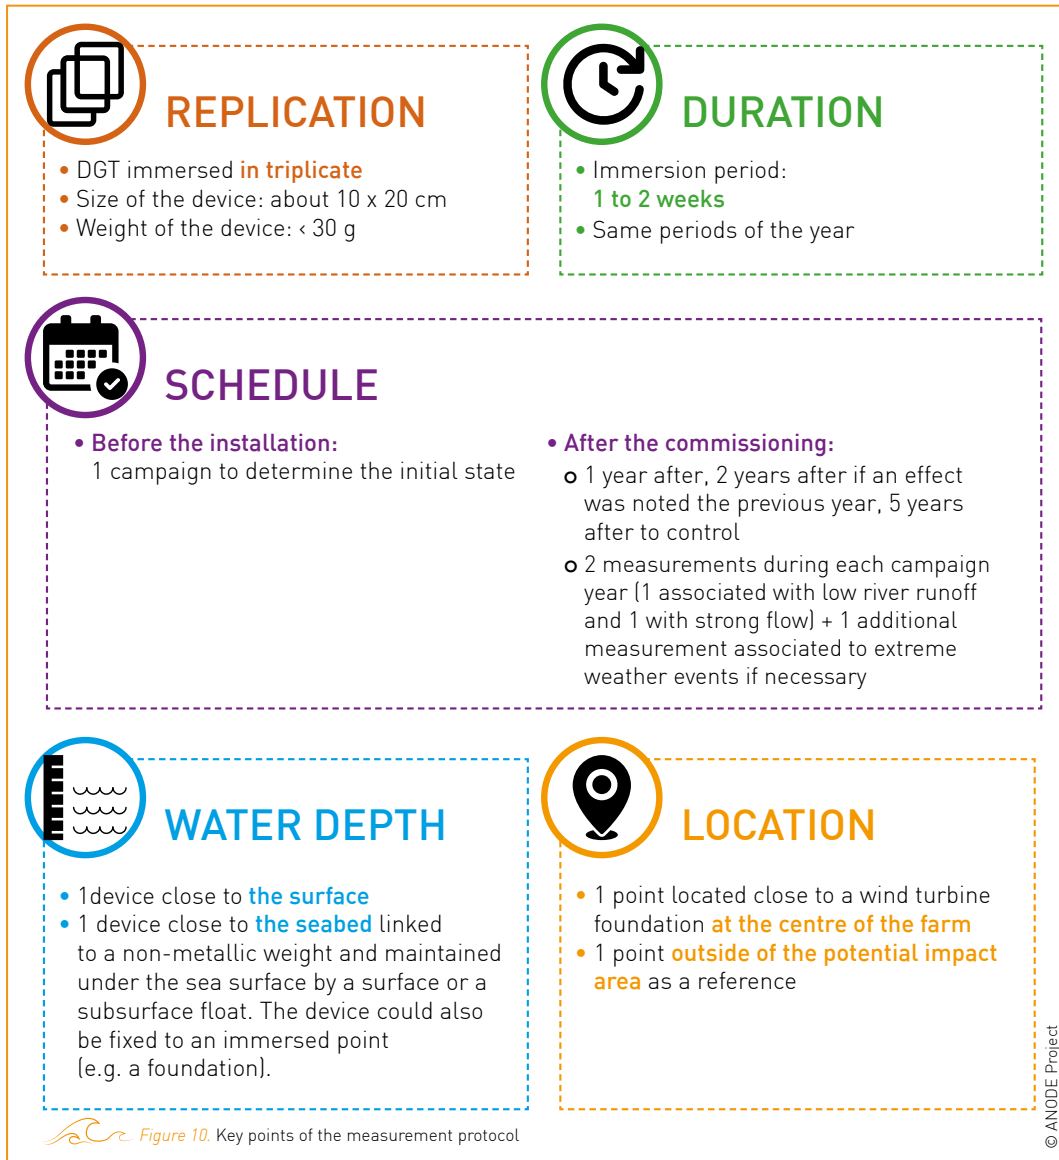 REPLICATION
• DGT immersed in triplicate
• Size of the device: about 10 x 20 cm
• Weight of the device: ‹ 30 g
DURATION
• Immersion period:
1 to 2 weeks
• Same periods of the year
SCHEDULE
• Before the installation:
1 campaign to determine the initial state
• After the commissioning:
o 1 year after, 2 years after if an effect
was noted the previous year, 5 years
after to control
o 2 measurements during each campaign
year (1 associated with low river runoff
and 1 with strong flow) + 1 additional
measurement associated to extreme
weather events if necessary
WATER DEPTH
• 1device close to the surface
• 1 device close to the seabed linked
to a non-metallic weight and maintained
under the sea surface by a surface or a
subsurface float. The device could also
be fixed to an immersed point
(e.g. a foundation).
LOCATION
• 1 point located close to a wind turbine
foundation at the centre of the farm
• 1 point outside of the potential impact
area as a reference
Figure 10. Key points of the measurement protocol
© ANODE Project